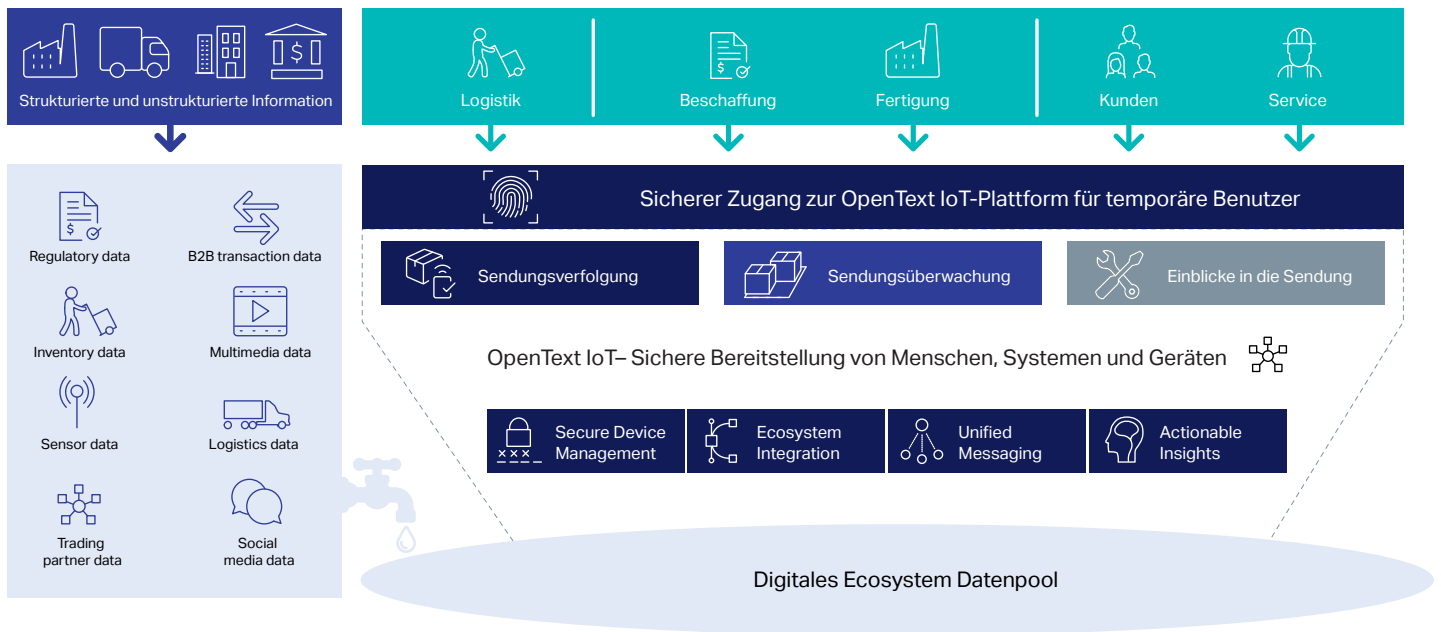 Strukturierte und unstrukturierte Information
Regulatory data
B2B transaction data
Inventory data
Multimedia data
Sensor data
Logistics data
Trading
partner data
Social
media data
Logistik
Beschaffung
Fertigung
Kunden
Service
Sicherer Zugang zur OpenText IoT-Plattform für temporäre Benutzer
Sendungsverfolgung
Sendungsüberwachung
Einblicke in die Sendung
OpenText IoT– Sichere Bereitstellung von Menschen, Systemen und Geräten
Secure Device
Management
Ecosystem
Integration
Unified
Messaging
Actionable
Insights
Digitales Ecosystem Datenpool